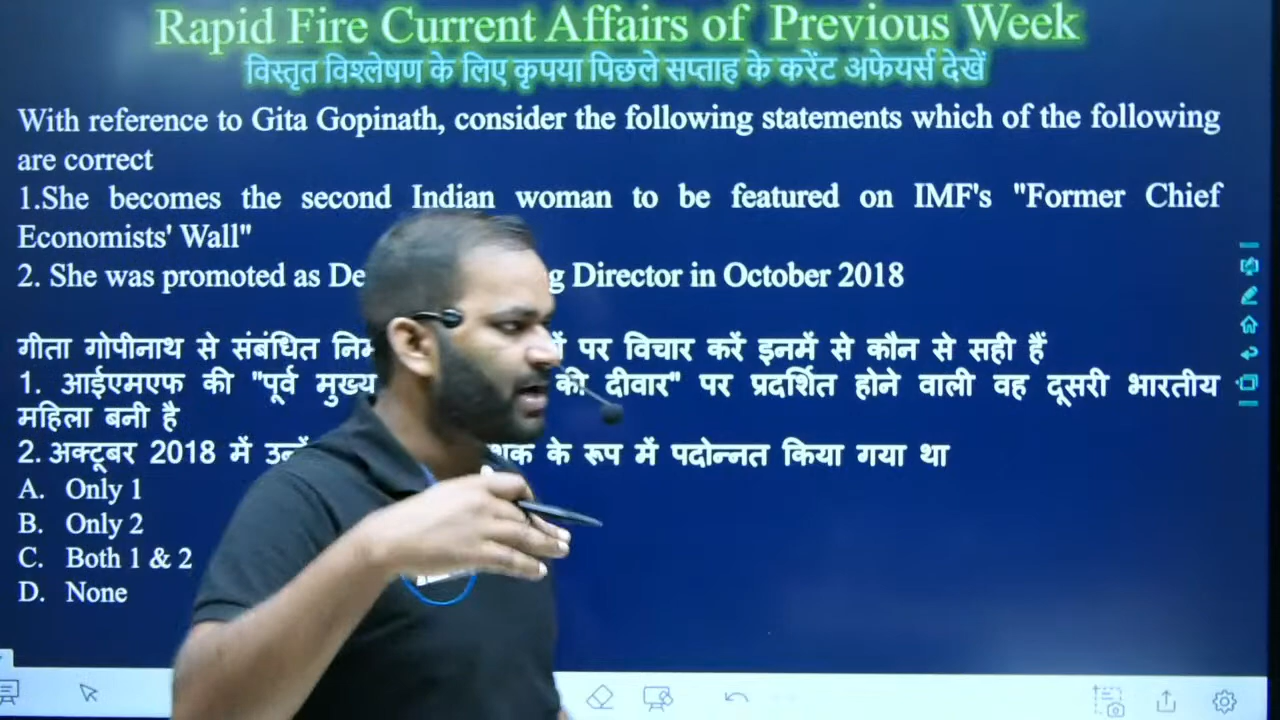 Rapid Fire Current Affairs of Previous Week
विस्तृत विश्लेषण के लिए कृपया पिछले सप्ताह के करेंट अफेयर्स देखें
With reference to Gita Gopinath, consider the following statements which of the following
are correct
1.She becomes the second Indian woman to be featured on IMF's "Former Chief
Economists' Wall"
2. She was promoted as Director in October 2018
गीता गोपीनाथ से संबंधित पर विचार करें इनमें से कौन से सही हैं
1. आईएमएफ की "पूर्व मुख्य की दीवार" पर प्रदर्शित होने वाली वह दूसरी भारतीय
महिला बनी है
2. अक्टूबर 2018 में के रूप में पदोन्नत किया गया था
A. Only 1
B. Only 2
C. Both 1 & 2
D. None